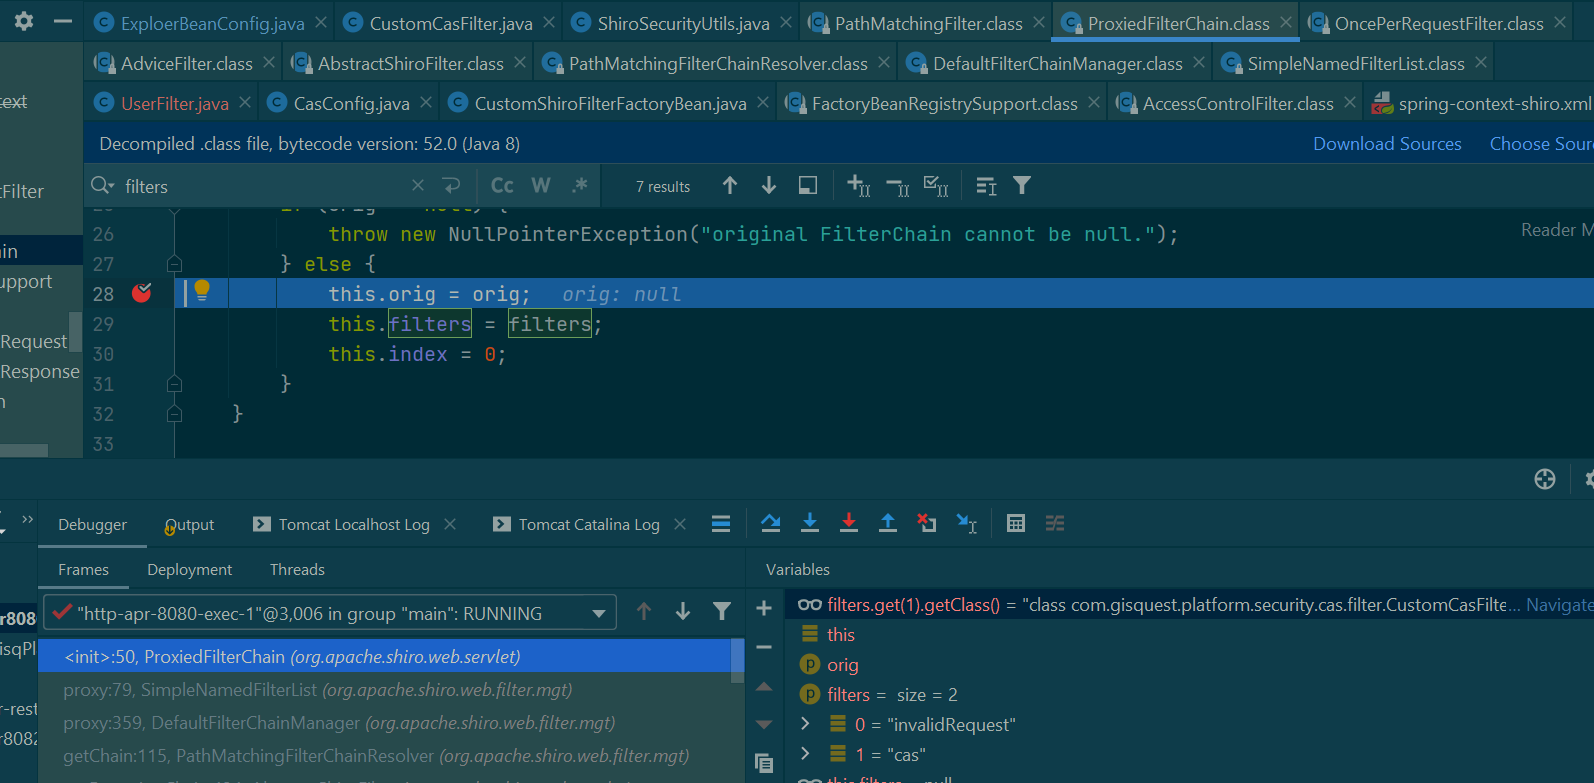 ExploerBeanConfig.java CustomCasFilter.java ShiroSecurityUtils.java PathMatchingFilter.class ProxiedFilterChain.class OncePerRequestFilter.class
AdviceFilter.class AbstractShiroFilter.class PathMatchingFilterChainResolver.class DefaultFilterChainManager.class SimpleNamedFilterList.class
UserFilter.java CasConfig.java CustomShiroFilterFactoryBean.java FactoryBeanRegistrySupport.class AccessControlFilter.class spring-context-shiro.xml
text
tFilter
in
upport
Request
Response
n
Decompiled .class file, bytecode version: 52.0 (Java 8) Download Sources Choose Sour
filters Cc W .* 7 results
Reader M
26 throw new NullPointerException("original FilterChain cannot be null.");
27 } else {
28 this.orig = orig; orig: null
29 this.filters = filters;
30 this.index = 0;
31 }
32 }
33
Debugger Output Tomcat Localhost Log Tomcat Catalina Log
Frames Deployment Threads
"http-apr-8080-exec-1"@3,006 in group "main": RUNNING
<init>:50, ProxiedFilterChain (org.apache.shiro.web.servlet)
proxy:79, SimpleNamedFilterList (org.apache.shiro.web.filter.mgt)
proxy:359, DefaultFilterChainManager (org.apache.shiro.web.filter.mgt)
getChain:115, PathMatchingFilterChainResolver (org.apache.shiro.web.filter.mgt)
r808
isqPl
r-rest
r8082
Variables
filters.get(1).getClass() = "class com.gisquest.platform.security.cas.filter.CustomCasFilte... Navigate
this
orig
filters = size = 2
0 = "invalidRequest"
1 = "cas"